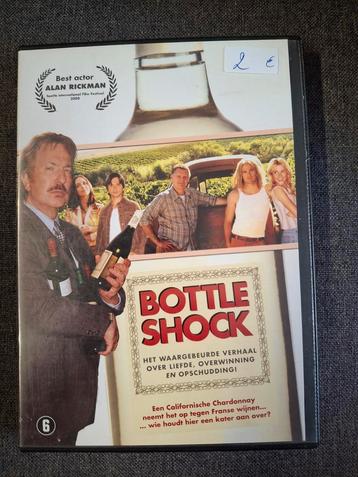 Best actor
ALAN RICKMAN
Seattle International Film Festival
2008
2 €
BOTTLE
SHOCK
HET WAARGEBEURDE VERHAAL
OVER LIEFDE, OVERWINNING
EN OPSCHUDDING!
Een Californische Chardonnay
neemt het op tegen Franse wijnen...
... wie houdt hier een kater aan over?
6